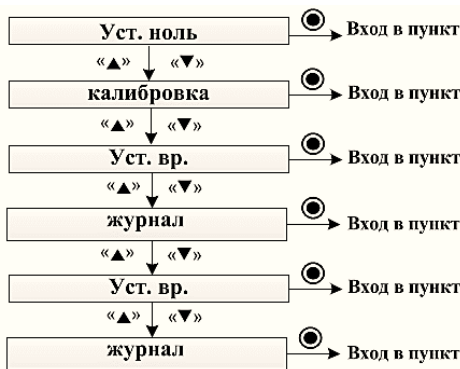 Уст. ноль
Вход в пункт
«▲» «▼»
калибровка
Вход в пункт
«▲» «▼»
Уст. вр.
Вход в пункт
«▲» «▼»
журнал
Вход в пункт
«▲» «▼»
Уст. вр.
Вход в пункт
«▲» «▼»
журнал
Вход в пункт